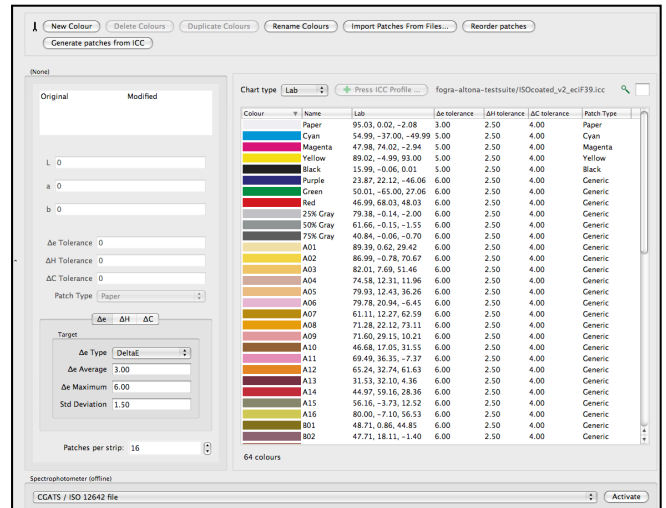 New Colour Delete Colours Duplicate Colours Rename Colours Import Patches From Files... Reorder patches
Generate patches from ICC
(None)
Original Modified
L 0
a 0
b 0
Δe Tolerance 0
ΔH Tolerance 0
ΔC Tolerance 0
Patch Type Paper
Δe ΔH ΔC
Target
Δe Type DeltaE
Δe Average 3.00
Δe Maximum 6.00
Std Deviation 1.50
Patches per strip: 16
Chart type Lab Press ICC Profile ... fogra-altona-testsuite/ISOcoated_v2_eciF39.icc
Colour Name Lab Δe tolerance ΔH tolerance ΔC tolerance Patch Type
Paper 95.03, 0.02, -2.08 3.00 2.50 4.00 Paper
Cyan 54.99, -37.00, -49.99 5.00 2.50 4.00 Cyan
Magenta 47.98, 74.02, -2.94 5.00 2.50 4.00 Magenta
Yellow 89.02, -4.99, 93.00 5.00 2.50 4.00 Yellow
Black 15.99, -0.06, 0.01 5.00 2.50 4.00 Black
Purple 23.87, 22.12, -46.06 6.00 2.50 4.00 Generic
Green 50.01, -65.00, 27.06 6.00 2.50 4.00 Generic
Red 46.99, 68.03, 48.03 6.00 2.50 4.00 Generic
25% Gray 79.38, -0.14, -2.00 6.00 2.50 4.00 Generic
50% Gray 61.66, -0.15, -1.55 6.00 2.50 4.00 Generic
75% Gray 40.84, -0.06, -0.70 6.00 2.50 4.00 Generic
A01 89.39, 0.62, 29.42 6.00 2.50 4.00 Generic
A02 86.99, -0.78, 70.67 6.00 2.50 4.00 Generic
A03 82.01, 7.69, 51.46 6.00 2.50 4.00 Generic
A04 74.58, 12.31, 11.96 6.00 2.50 4.00 Generic
A05 79.93, 12.43, 36.26 6.00 2.50 4.00 Generic
A06 79.78, 20.94, -6.45 6.00 2.50 4.00 Generic
A07 61.11, 12.27, 62.59 6.00 2.50 4.00 Generic
A08 71.28, 22.12, 73.11 6.00 2.50 4.00 Generic
A09 71.60, 29.15, 10.21 6.00 2.50 4.00 Generic
A10 46.68, 17.05, 31.55 6.00 2.50 4.00 Generic
A11 69.49, 36.35, -7.37 6.00 2.50 4.00 Generic
A12 65.24, 32.74, 61.63 6.00 2.50 4.00 Generic
A13 31.53, 32.10, 4.36 6.00 2.50 4.00 Generic
A14 44.97, 59.16, 28.36 6.00 2.50 4.00 Generic
A15 56.16, -3.73, 12.52 6.00 2.50 4.00 Generic
A16 80.00, -7.10, 56.53 6.00 2.50 4.00 Generic
B01 48.71, 0.86, 44.85 6.00 2.50 4.00 Generic
B02 47.71, 18.11, -1.40 6.00 2.50 4.00 Generic
64 colours
Spectrophotometer (offline)
CGATS / ISO 12642 file Activate